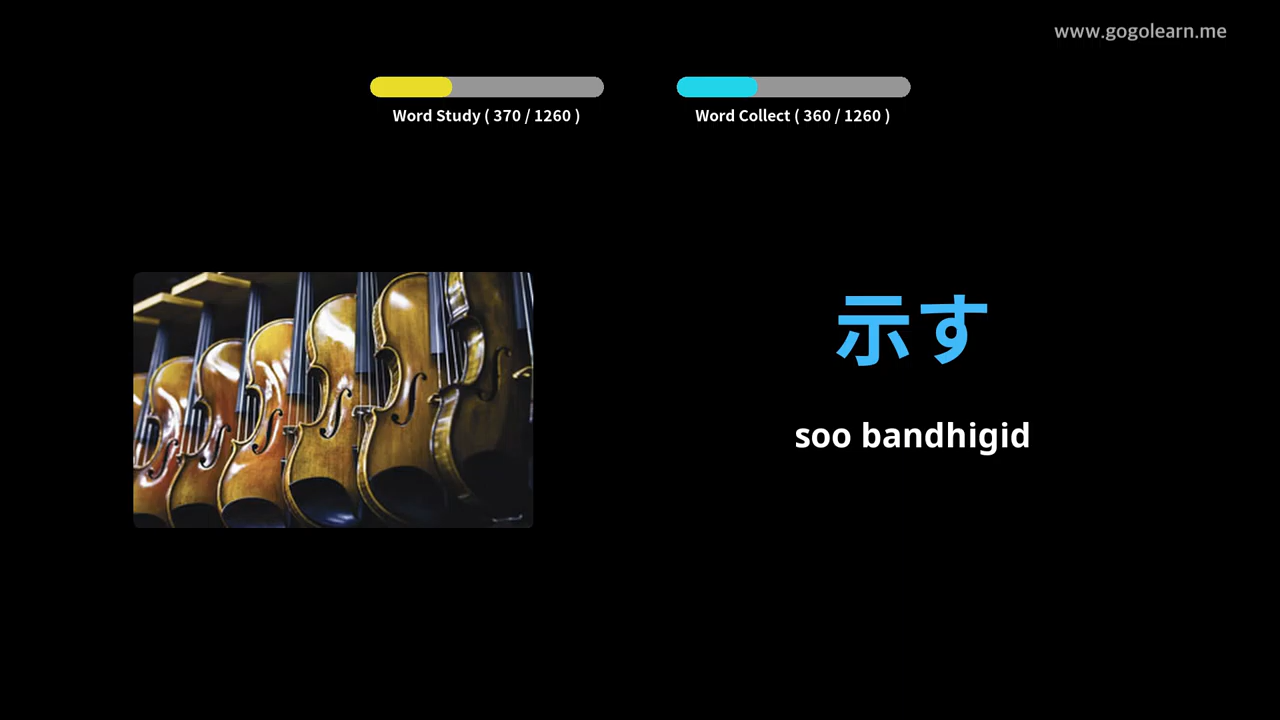 www.gogolearn.me
Word Study ( 370 / 1260 )
Word Collect ( 360 / 1260 )
示す
soo bandhigid